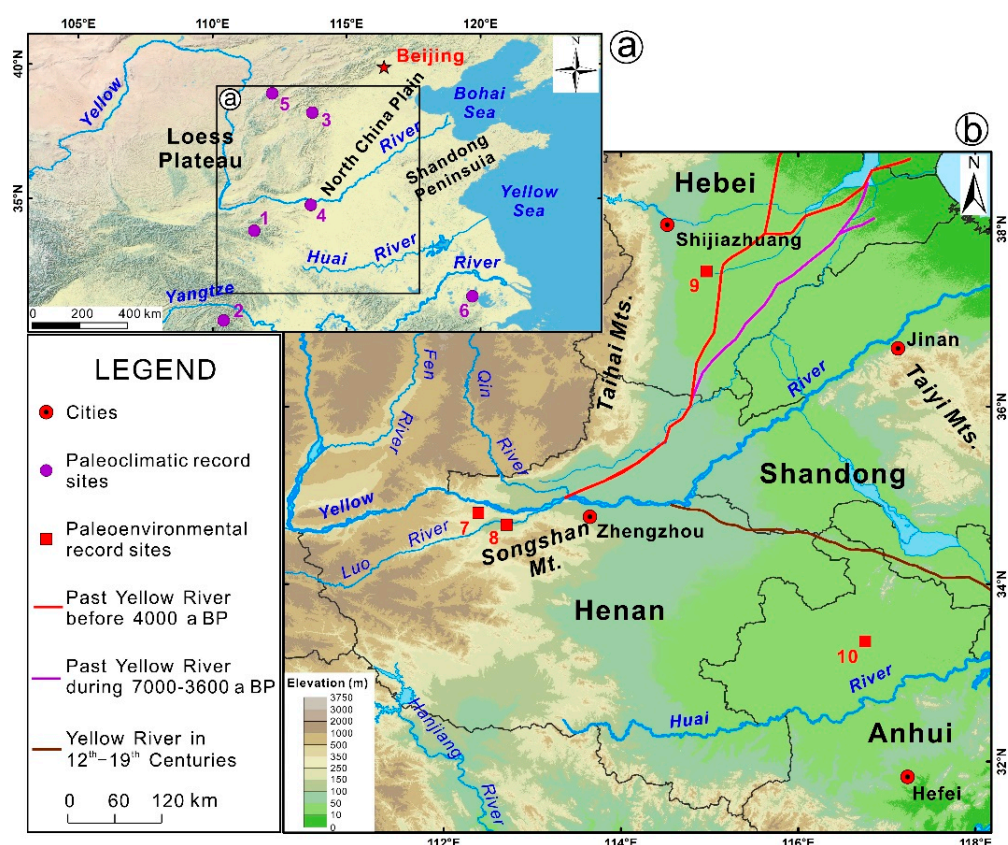 105°E
110°E
115°E
120°E
40°N
35°N
a
N
Beijing
Yellow
a
5
3
Loess
Plateau
North China Plain
River
Bohai
Sea
Shandong
Peninsuia
Yellow
Sea
1
4
Huai
River
River
Yangtze
2
6
0 200 400 km
b
N
Hebei
Shijiazhuang
9
38°N
Taihai Mts.
Jinan
River
Taiyi Mts.
Fen
River
Qin
River
36°N
Shandong
Yellow
7
8
River
Luo
Songshan
Mt.
Zhengzhou
34°N
Henan
10
River
Huai
Anhui
Hanjiang
River
32°N
Hefei
Elevation (m)
3750
3000
2000
1000
500
350
250
150
100
50
10
0
112°E
114°E
116°E
118°E
LEGEND
Cities
Paleoclimatic record
sites
Paleoenvironmental
record sites
Past Yellow River
before 4000 a BP
Past Yellow River
during 7000-3600 a BP
Yellow River in
12th–19th Centuries
0 60 120 km